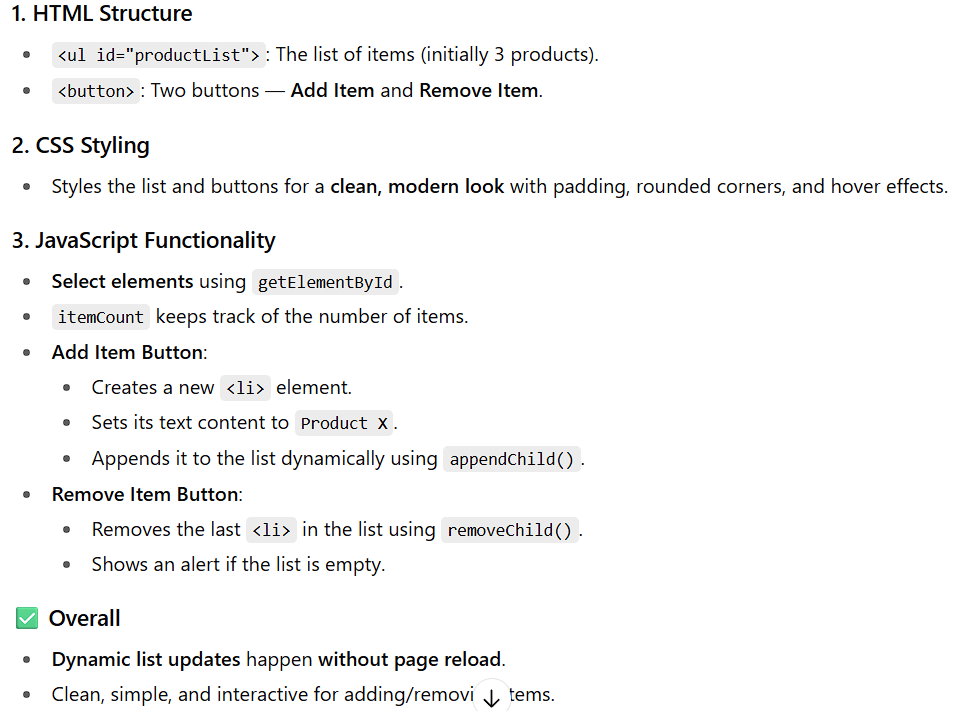 1. HTML Structure
<ul id="productList">: The list of items (initially 3 products).
<button>: Two buttons — Add Item and Remove Item.
2. CSS Styling
Styles the list and buttons for a clean, modern look with padding, rounded corners, and hover effects.
3. JavaScript Functionality
Select elements using getElementById.
itemCount keeps track of the number of items.
Add Item Button:
Creates a new <li> element.
Sets its text content to Product X.
Appends it to the list dynamically using appendChild().
Remove Item Button:
Removes the last <li> in the list using removeChild().
Shows an alert if the list is empty.
✅ Overall
Dynamic list updates happen without page reload.
Clean, simple, and interactive for adding/removi tems.